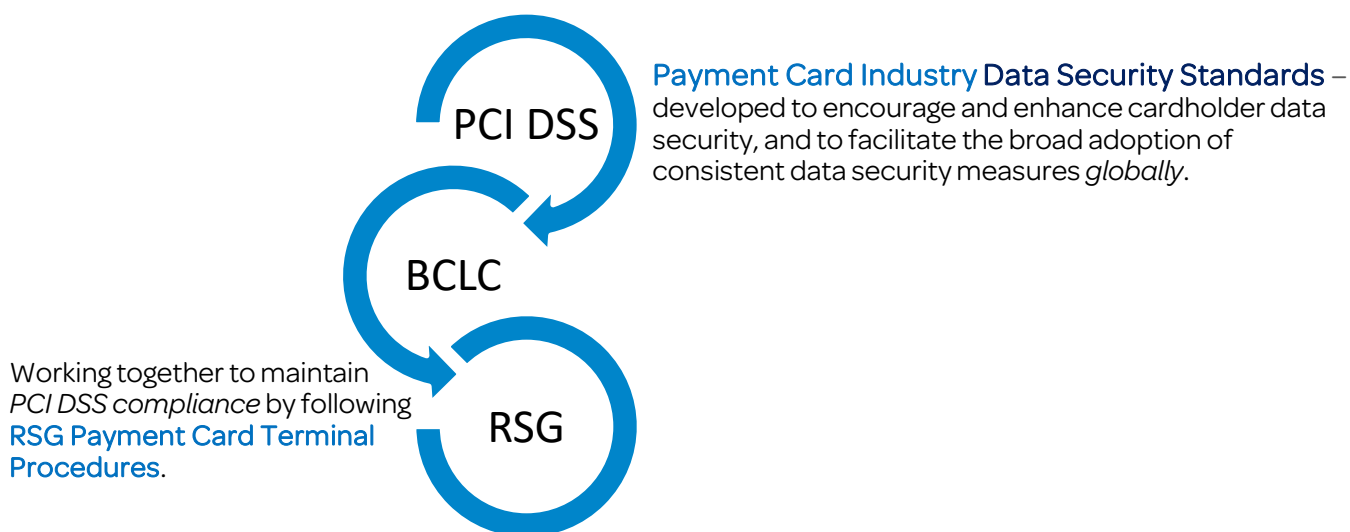 PCI DSS
Payment Card Industry Data Security Standards –
developed to encourage and enhance cardholder data
security, and to facilitate the broad adoption of
consistent data security measures globally.
BCLC
Working together to maintain
PCI DSS compliance by following
RSG Payment Card Terminal
Procedures.
RSG